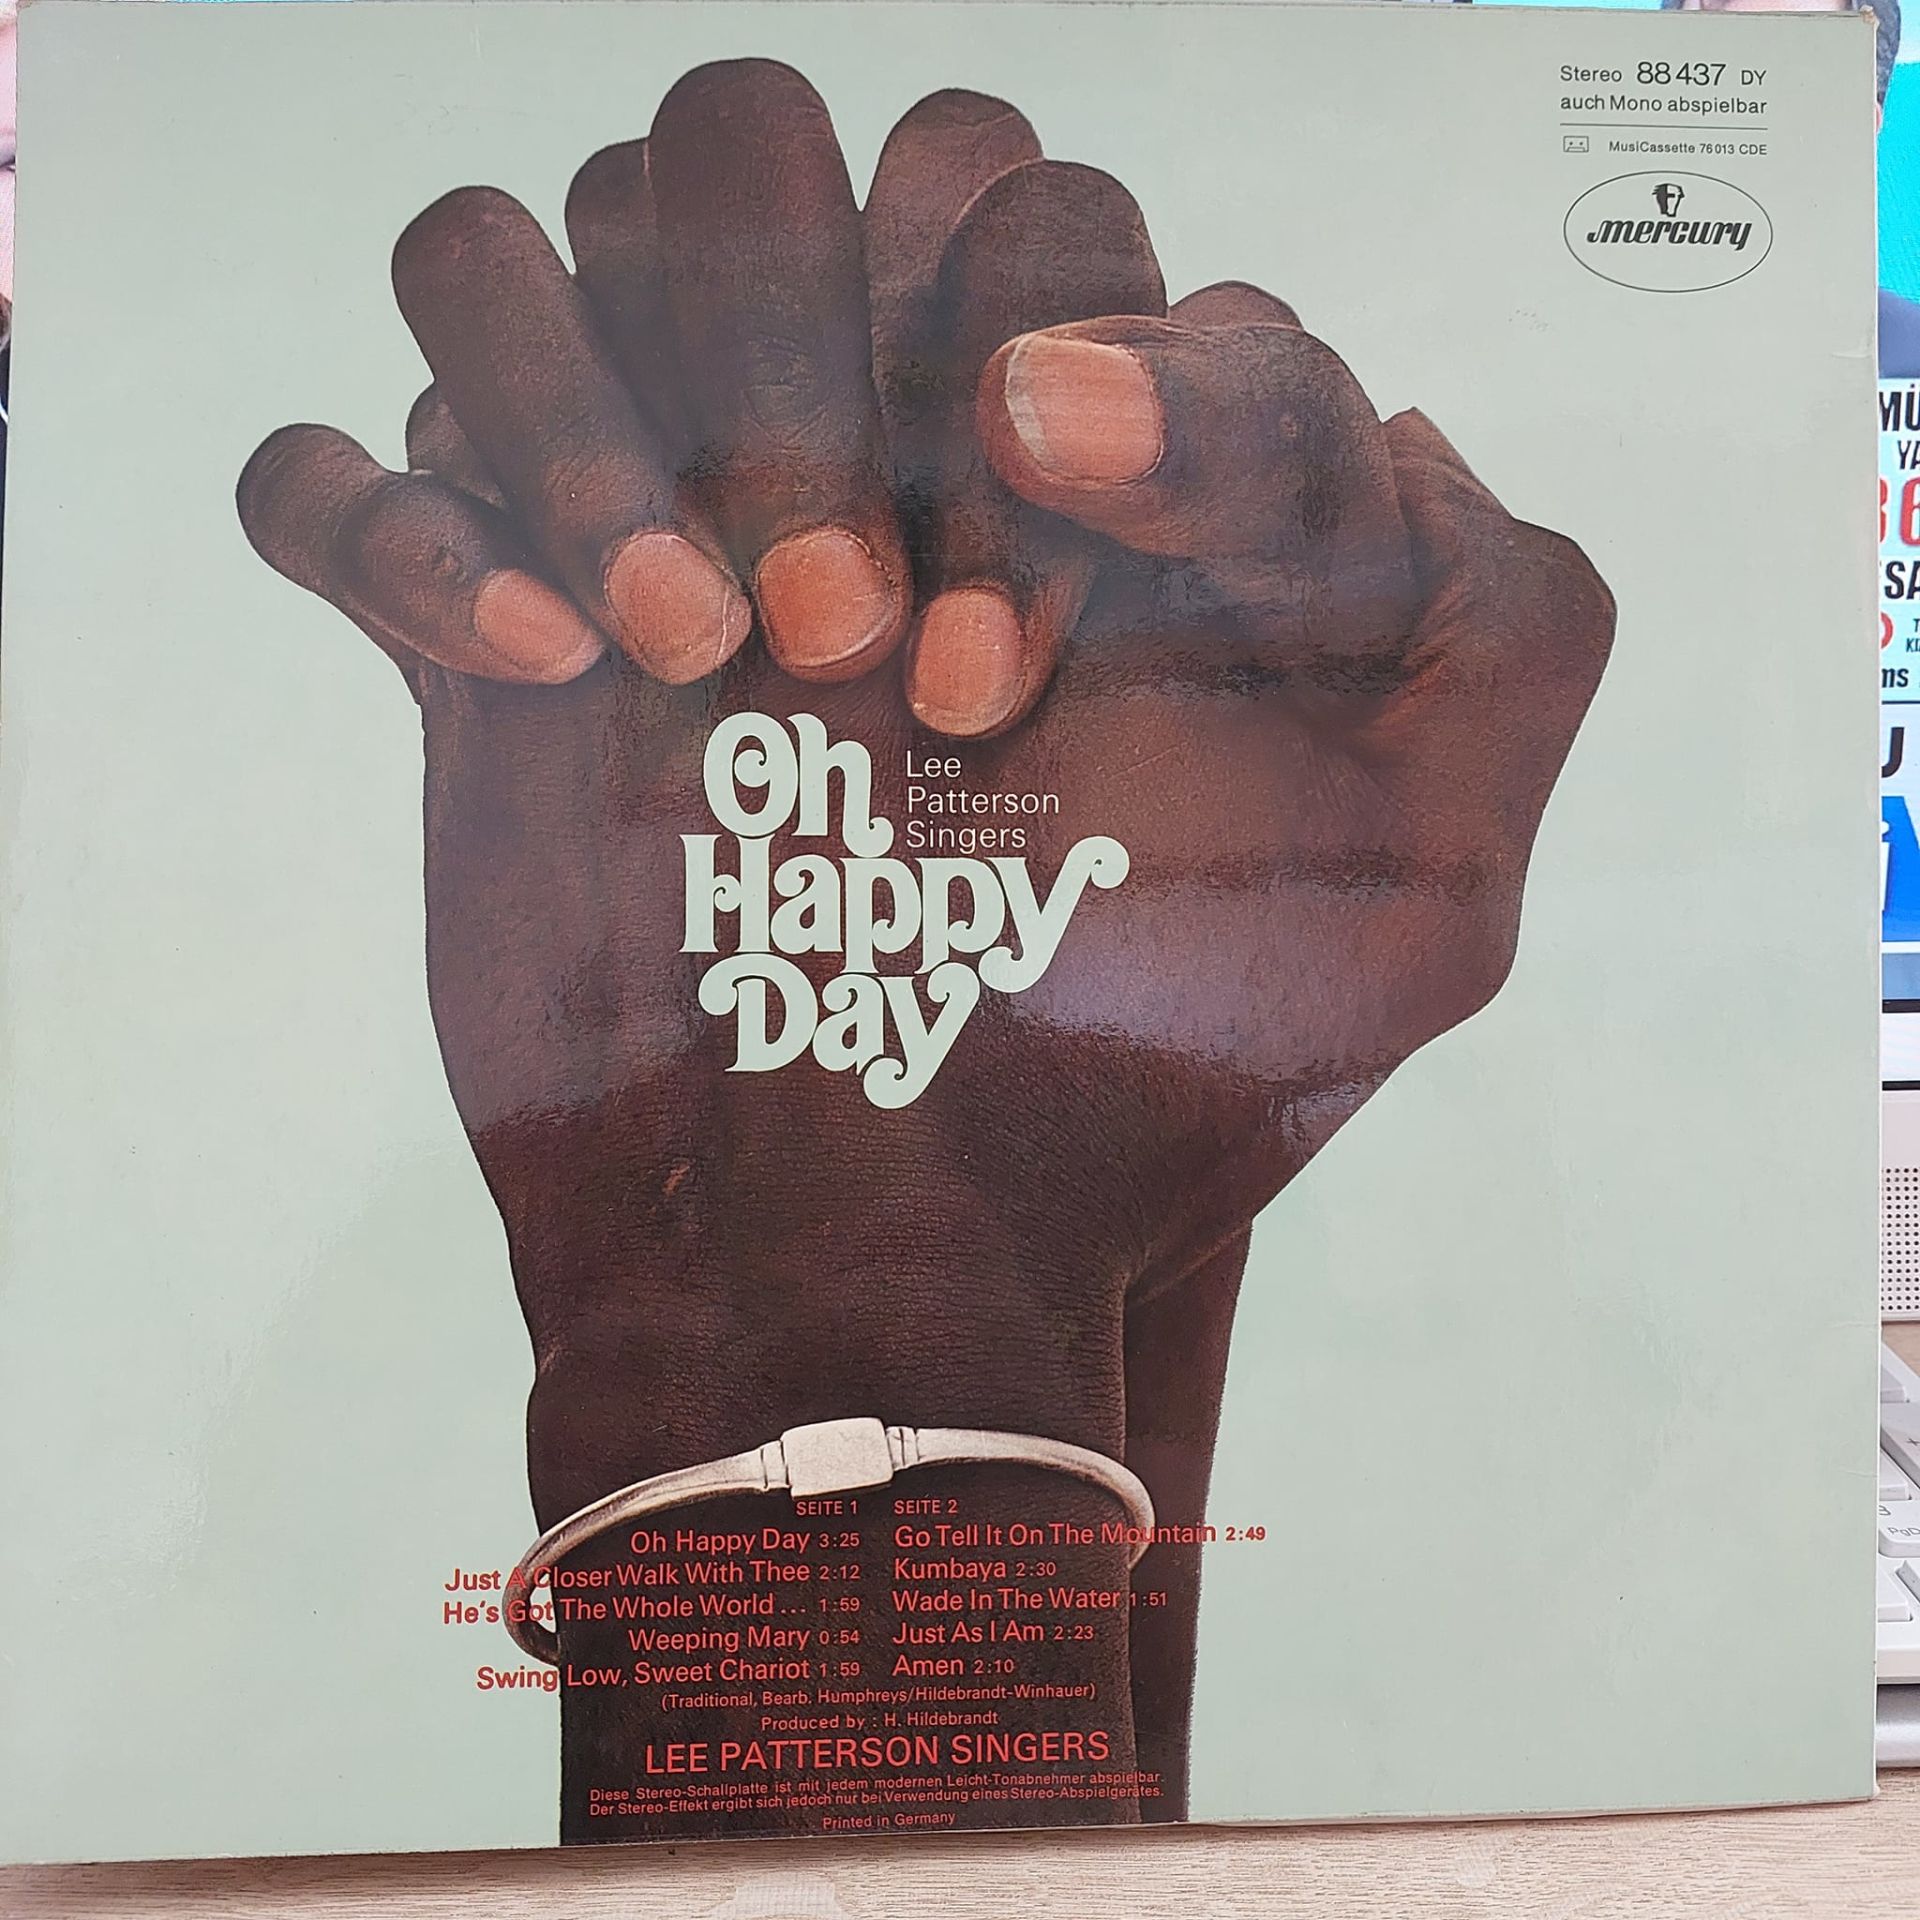 Stereo 88 437 DY
auch Mono abspielbar
MusiCassette 76 013 CDE
mercury
Oh
Happy
Day
Lee
Patterson
Singers
SEITE 1
Oh Happy Day 3:25
Just A Closer Walk With Thee 2:12
He's Got The Whole World ... 1:59
Weeping Mary 0:54
Swing Low, Sweet Chariot 1:59
SEITE 2
Go Tell It On The Mountain 2:49
Kumbaya 2:30
Wade In The Water 1:51
Just As I Am 2:23
Amen 2:10
(Traditional, Bearb. Humphreys/Hildebrandt-Winhauer)
Produced by : H. Hildebrandt
LEE PATTERSON SINGERS
Diese Stereo-Schallplatte ist mit jedem modernen Leicht-Tonabnehmer abspielbar.
Der Stereo-Effekt ergibt sich jedoch nur bei Verwendung eines Stereo-Abspielgerätes.
Printed in Germany